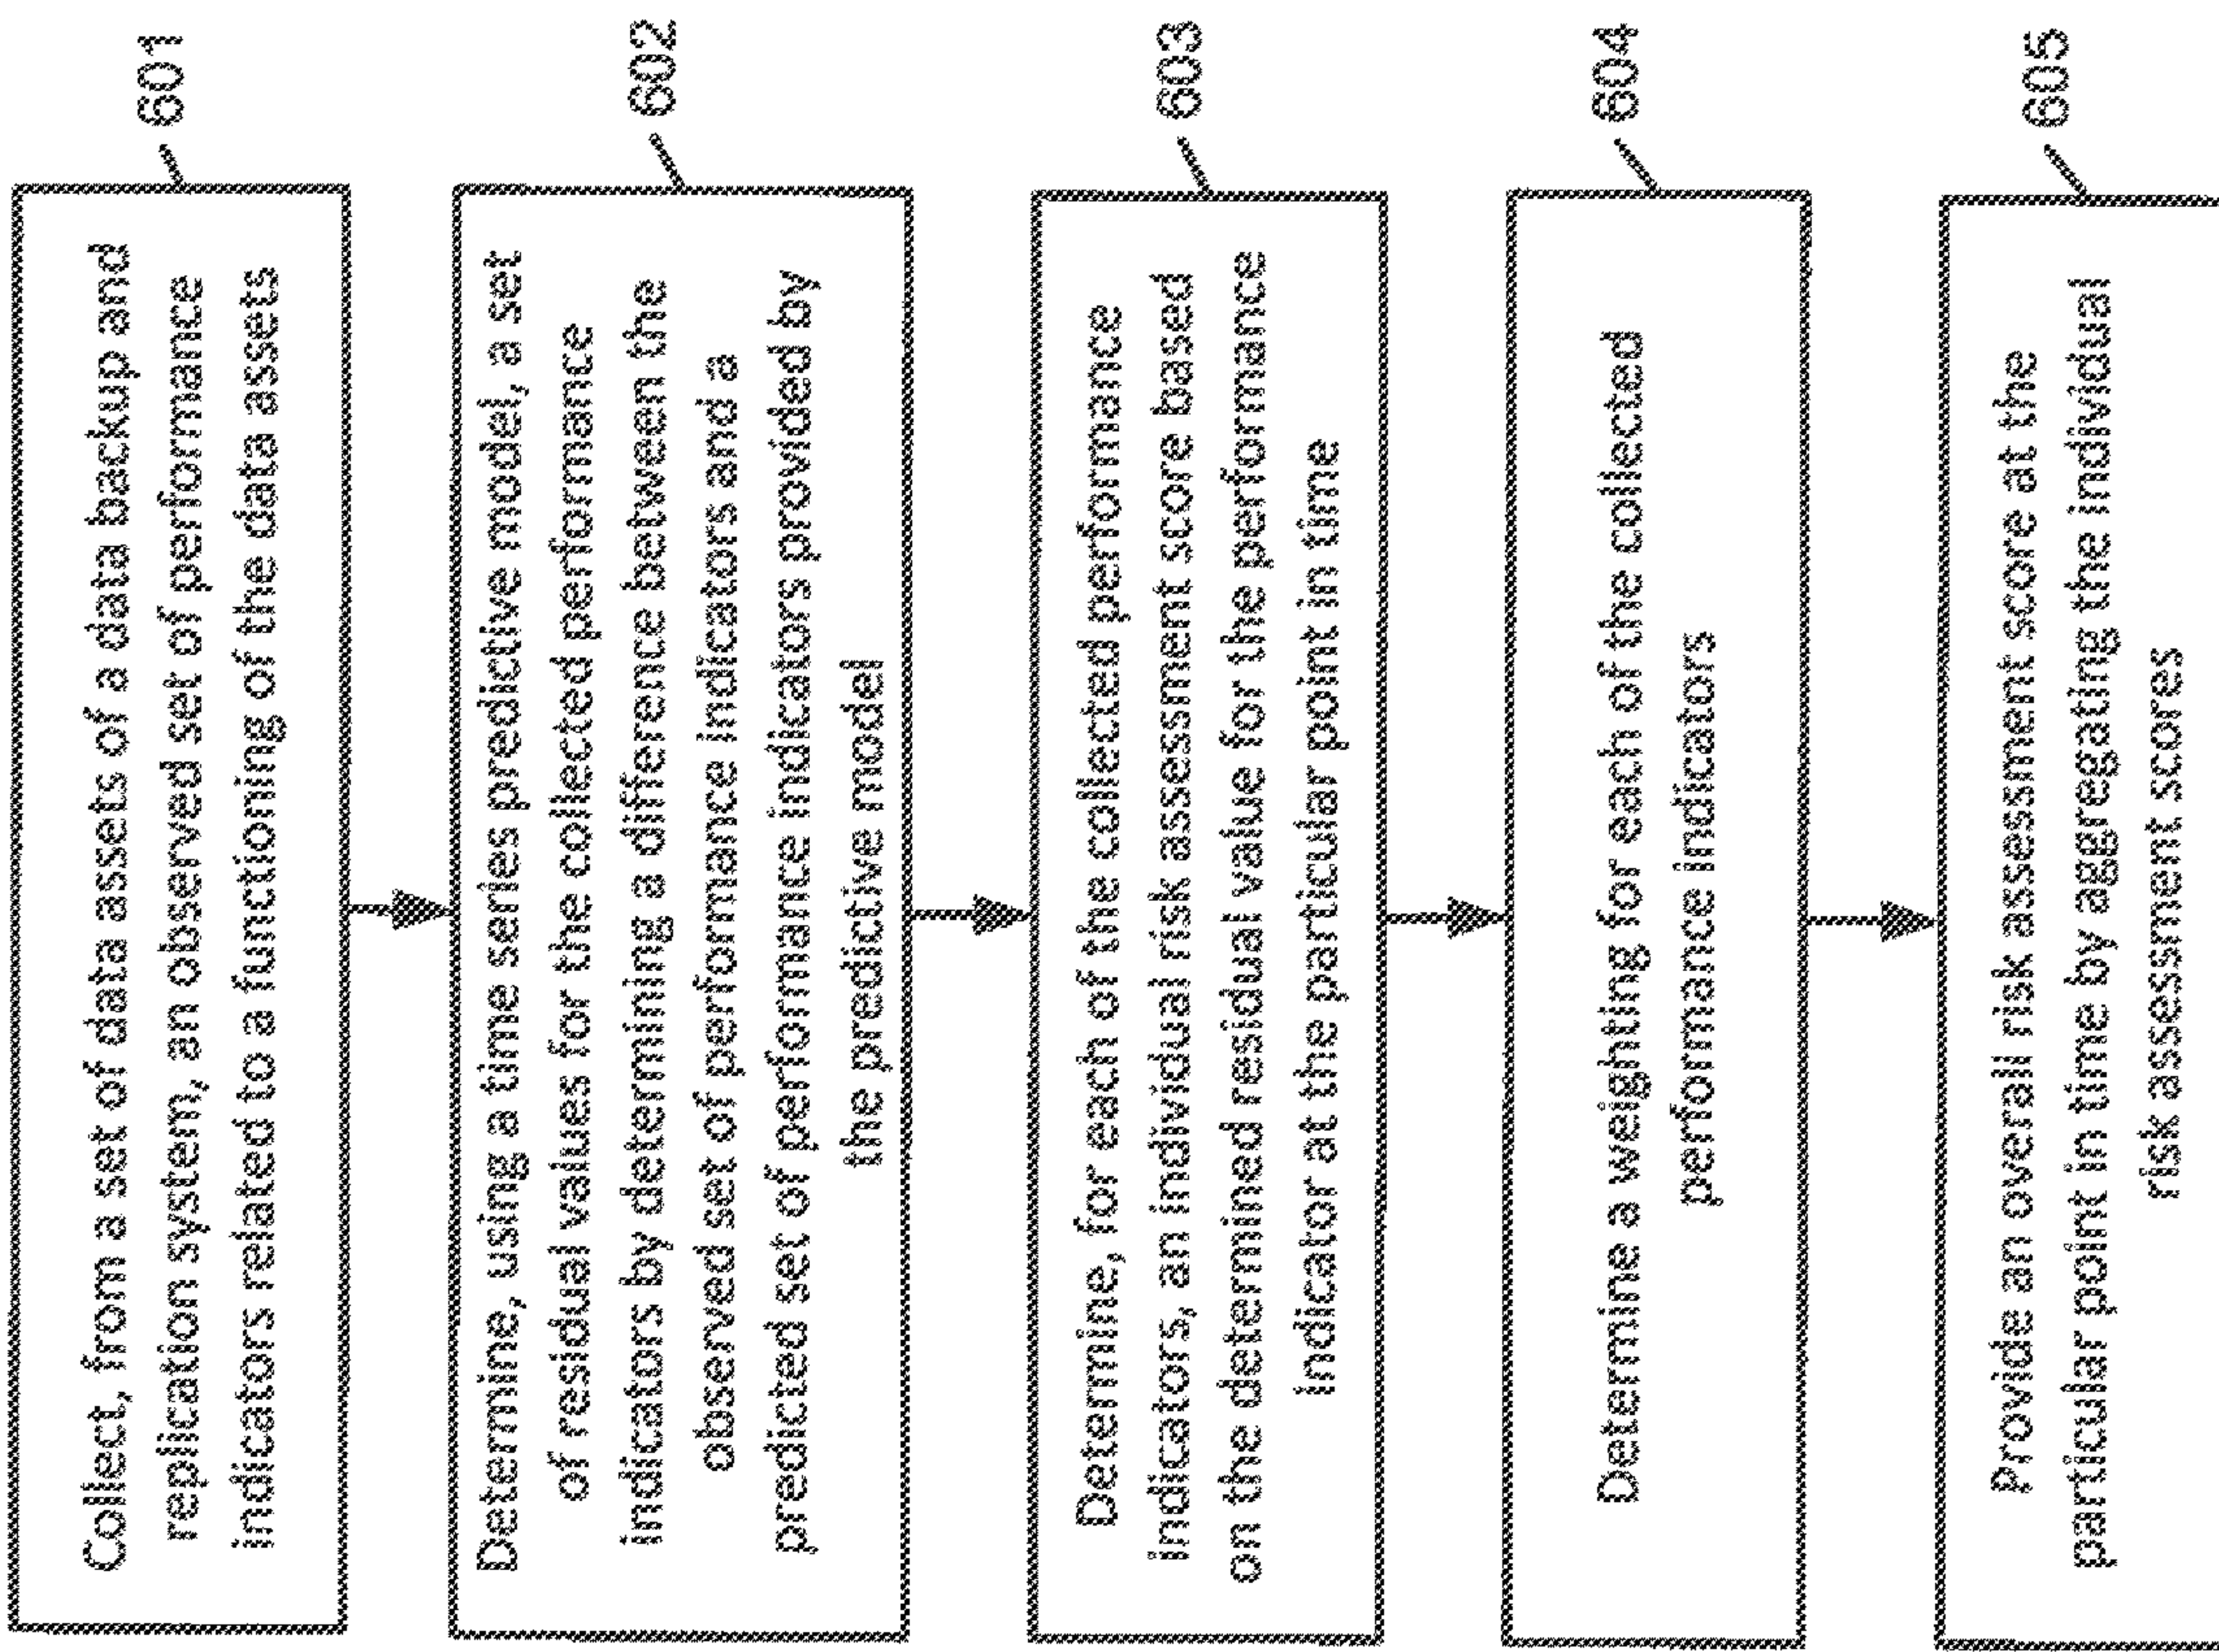 Collect, from a set of data assets of a data backup and
replication system, an observed set of performance
indicators related to a functioning of the data assets
601
Determine, using a time series predictive model, a set
of residual values for the collected performance
indicators by determining a difference between the
observed set of performance indicators and a
predicted set of performance indicators provided by
the predictive model
602
Determine, for each of the collected performance
indicators, an individual risk assessment score based
on the determined residual value for the performance
indicator at the particular point in time
603
Determine a weighting for each of the collected
performance indicators
604
Provide an overall risk assessment score at the
particular point in time by aggregating the individual
risk assessment scores
605